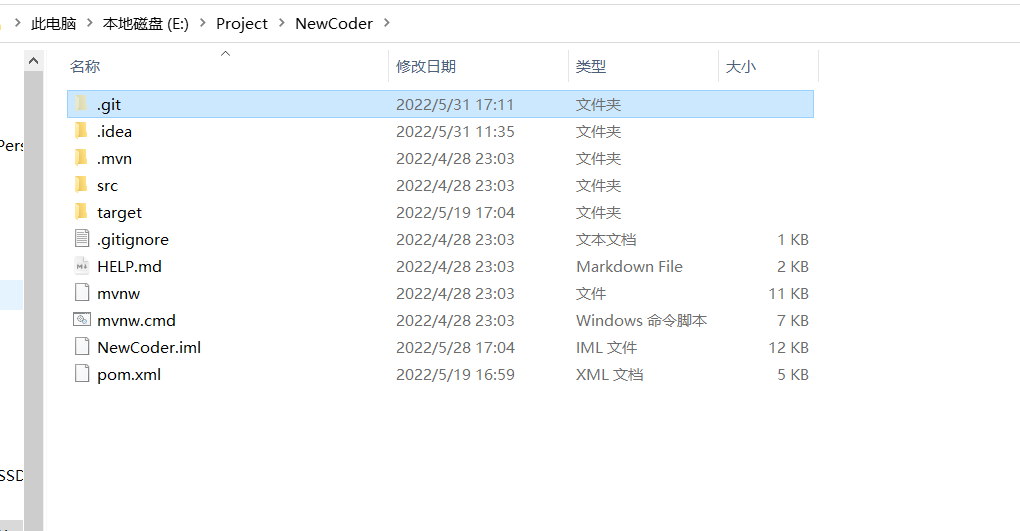 此电脑 > 本地磁盘 (E:) > Project > NewCoder >
名称 修改日期 类型 大小
.git 2022/5/31 17:11 文件夹
.idea 2022/5/31 11:35 文件夹
.mvn 2022/4/28 23:03 文件夹
src 2022/4/28 23:03 文件夹
target 2022/5/19 17:04 文件夹
.gitignore 2022/4/28 23:03 文本文档 1 KB
HELP.md 2022/4/28 23:03 Markdown File 2 KB
mvnw 2022/4/28 23:03 文件 11 KB
mvnw.cmd 2022/4/28 23:03 Windows 命令脚本 7 KB
NewCoder.iml 2022/5/28 17:04 IML 文件 12 KB
pom.xml 2022/5/19 16:59 XML 文档 5 KB
Pers
SSD